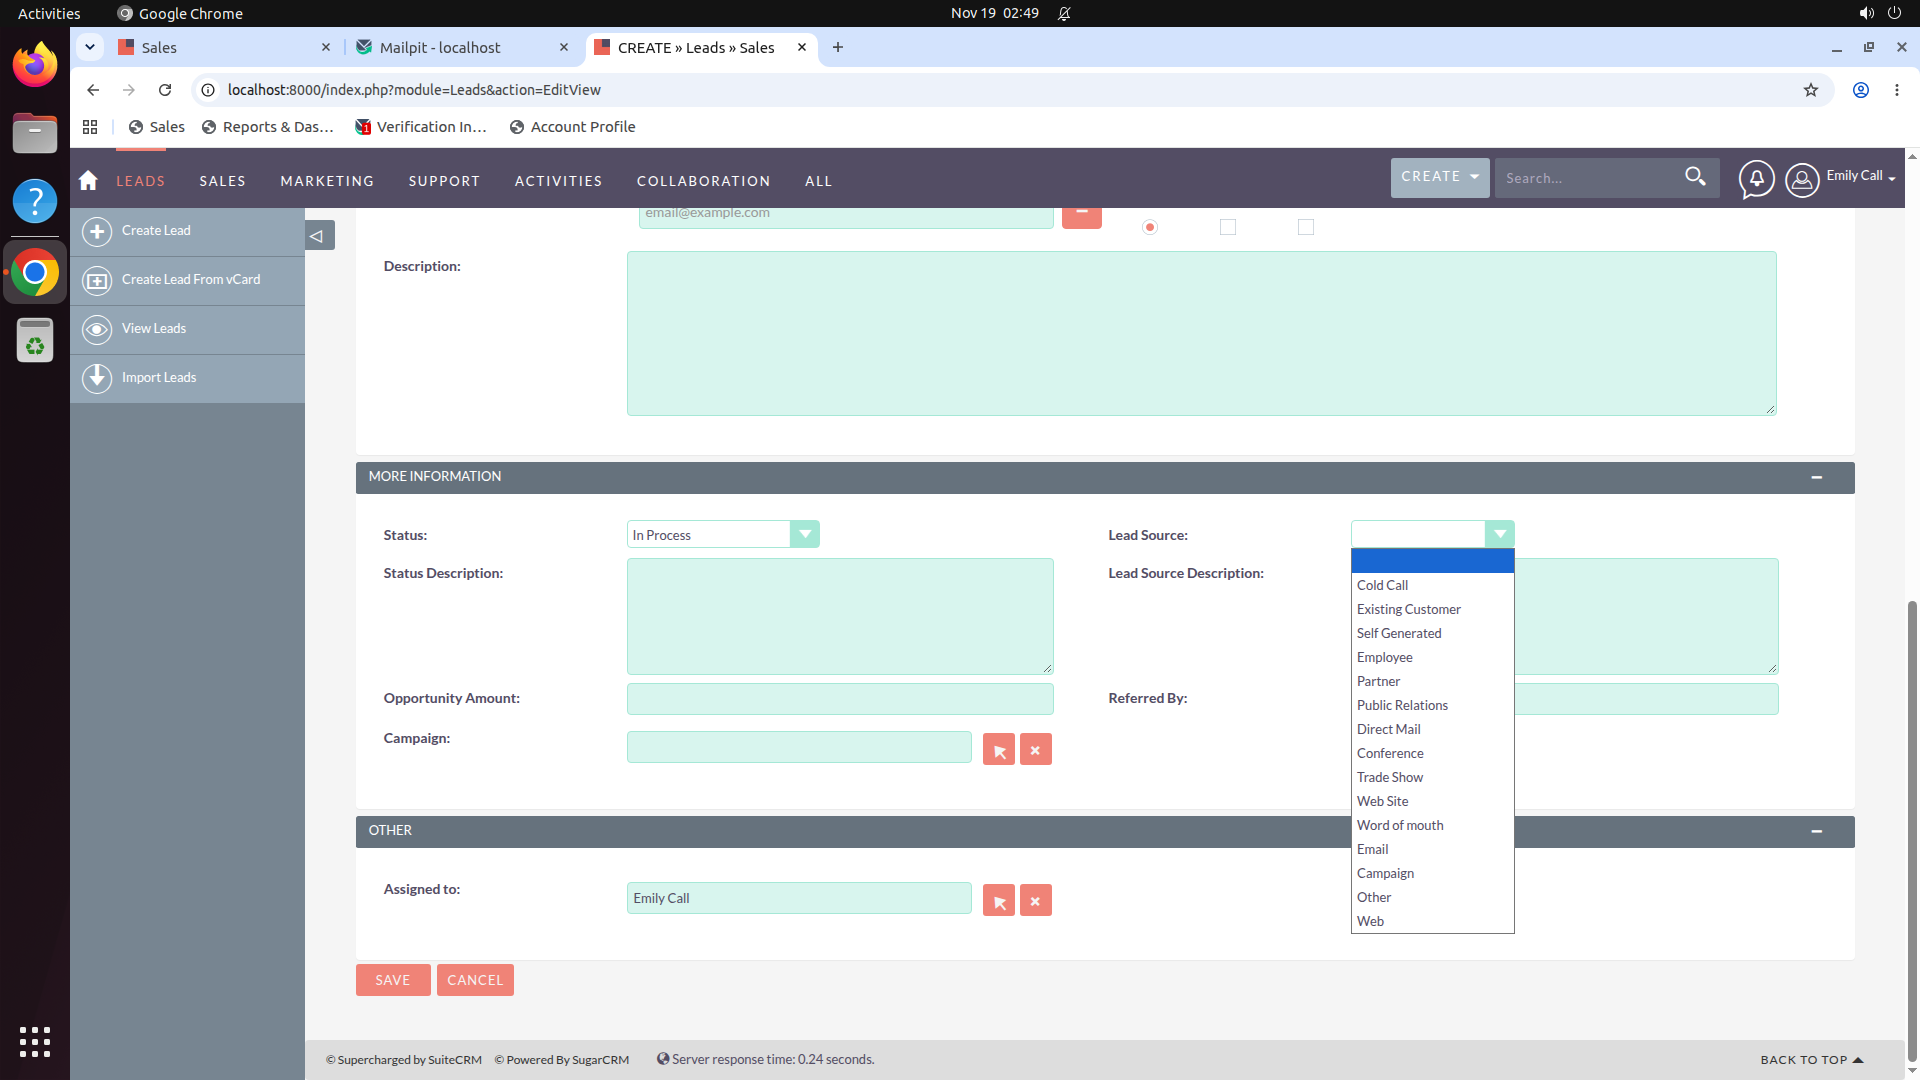 Activities
Google Chrome
Nov 19 02:49
Sales
Mailpit - localhost
CREATE » Leads » Sales
localhost:8000/index.php?module=Leads&action=EditView
Sales
Reports & Das...
1
Verification In...
Account Profile
LEADS
SALES
MARKETING
SUPPORT
ACTIVITIES
COLLABORATION
ALL
CREATE
Search...
Emily Call
Create Lead
Create Lead From vCard
View Leads
Import Leads
email@example.com
Description:
MORE INFORMATION
Status:
In Process
Lead Source:
Status Description:
Lead Source Description:
Cold Call
Existing Customer
Self Generated
Employee
Partner
Public Relations
Direct Mail
Conference
Trade Show
Web Site
Word of mouth
Email
Campaign
Other
Web
Opportunity Amount:
Referred By:
Campaign:
OTHER
Assigned to:
Emily Call
SAVE
CANCEL
© Supercharged by SuiteCRM
© Powered By SugarCRM
Server response time: 0.24 seconds.
BACK TO TOP